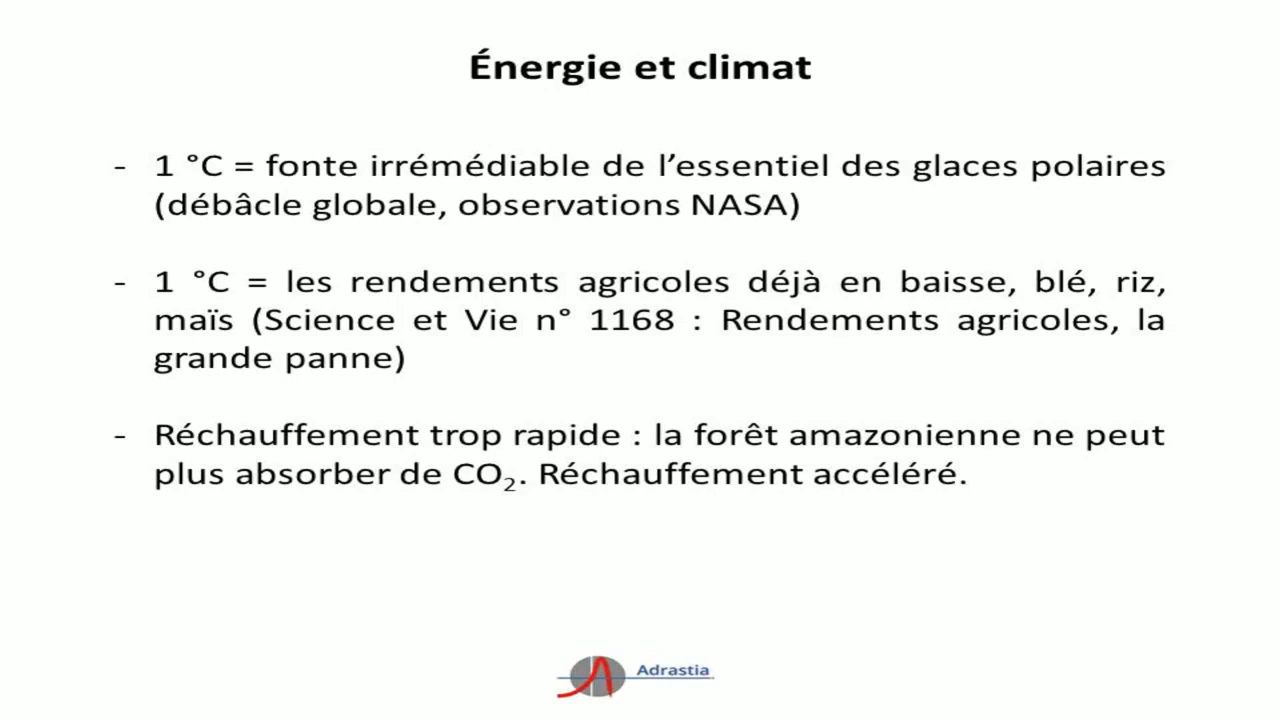 Énergie et climat
- 1 °C = fonte irrémédiable de l’essentiel des glaces polaires
(débâcle globale, observations NASA)
- 1 °C = les rendements agricoles déjà en baisse, blé, riz,
maïs (Science et Vie n° 1168 : Rendements agricoles, la
grande panne)
- Réchauffement trop rapide : la forêt amazonienne ne peut
plus absorber de CO₂. Réchauffement accéléré.
Adrastia